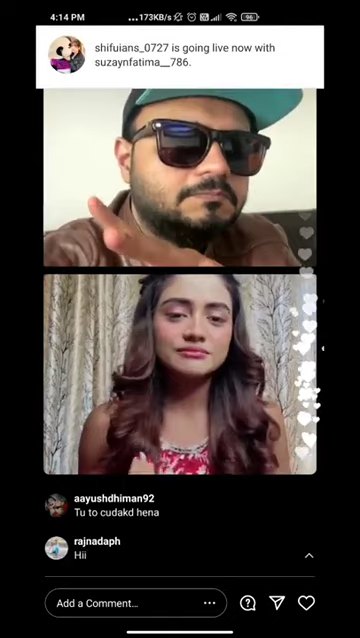 4:14 PM
...173KB/s
96
shifuians_0727 is going live now with
suzaynfatima__786.
aayushdhiman92
Tu to cudakd hena
rajnadaph
Hii
Add a Comment...